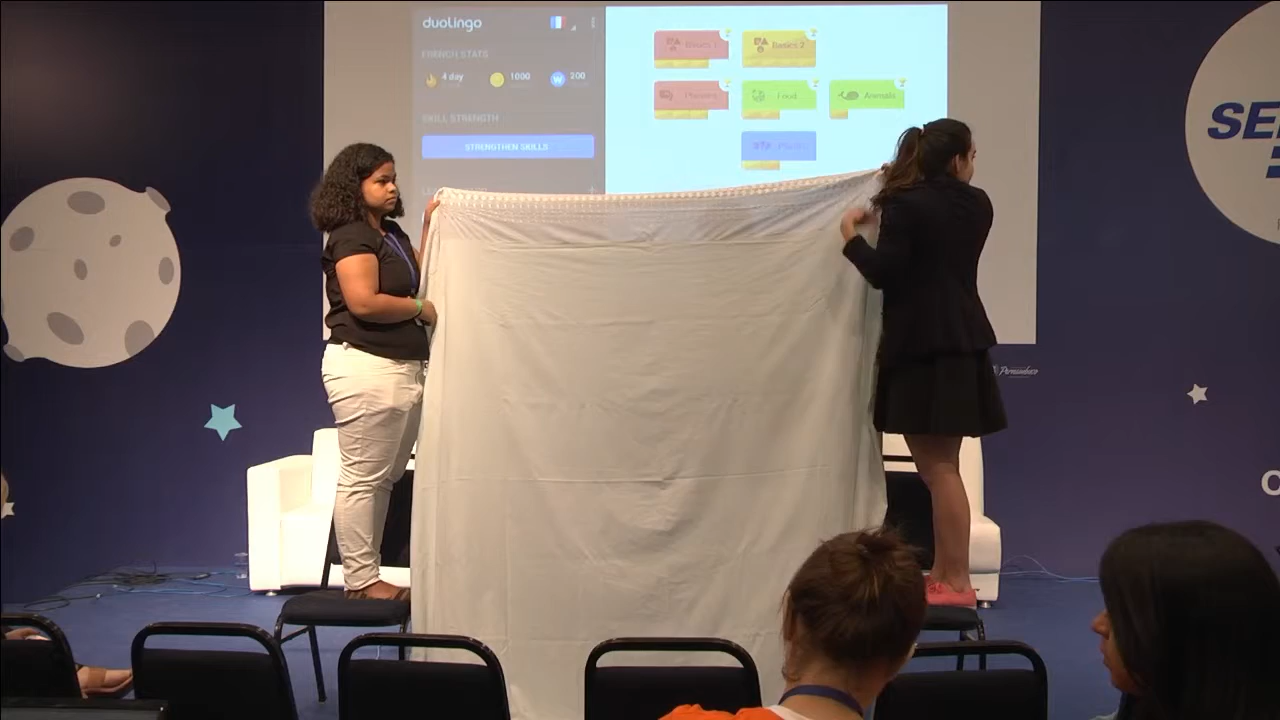 duolingo
FRENCH STATS
4 day
1000
200
SKILL STRENGTH
STRENGTHEN SKILLS
Basics 1
Basics 2
Phrases
Food
Animals
SE
Pernambuco